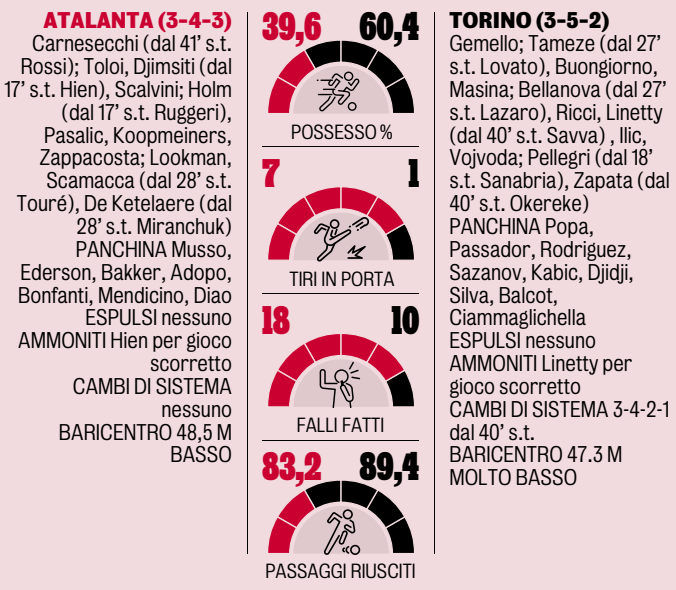 ATALANTA (3-4-3)
Carnesecchi (dal 41' s.t.
Rossi); Toloi, Djimsiti (dal
17' s.t. Hien), Scalvini; Holm
(dal 17' s.t. Ruggeri),
Pasalic, Koopmeiners,
Zappacosta; Lookman,
Scamacca (dal 28' s.t.
Touré), De Ketelaere (dal
28' s.t. Miranchuk)
PANCHINA Musso,
Ederson, Bakker, Adopo,
Bonfanti, Mendicino, Diao
ESPULSI nessuno
AMMONITI Hien per gioco
scorretto
CAMBI DI SISTEMA
nessuno
BARICENTRO 48,5 M
BASSO
39,6 60,4
POSSESSO %
7 1
TIRI IN PORTA
18 10
FALLI FATTI
83,2 89,4
PASSAGGI RIUSCITI
TORINO (3-5-2)
Gemello; Tameze (dal 27'
s.t. Lovato), Buongiorno,
Masina; Bellanova (dal 27'
s.t. Lazaro), Ricci, Linetty
(dal 40' s.t. Savva) , Ilic,
Vojvoda; Pellegri (dal 18'
s.t. Sanabria), Zapata (dal
40' s.t. Okereke)
PANCHINA Popa,
Passador, Rodriguez,
Sazanov, Kabic, Djidji,
Silva, Balcot,
Ciammaglichella
ESPULSI nessuno
AMMONITI Linetty per
gioco scorretto
CAMBI DI SISTEMA 3-4-2-1
dal 40' s.t.
BARICENTRO 47.3 M
MOLTO BASSO